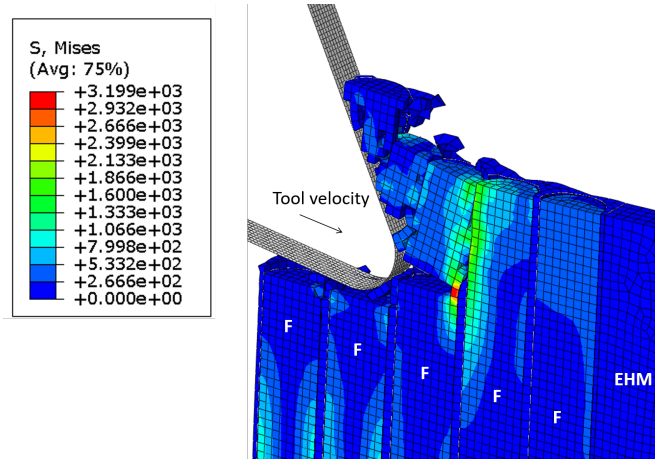 S, Mises
(Avg: 75%)
+3.199e+03
+2.932e+03
+2.666e+03
+2.399e+03
+2.133e+03
+1.866e+03
+1.600e+03
+1.333e+03
+1.066e+03
+7.998e+02
+5.332e+02
+2.666e+02
+0.000e+00
Tool velocity
F
F
F
F
F
EHM